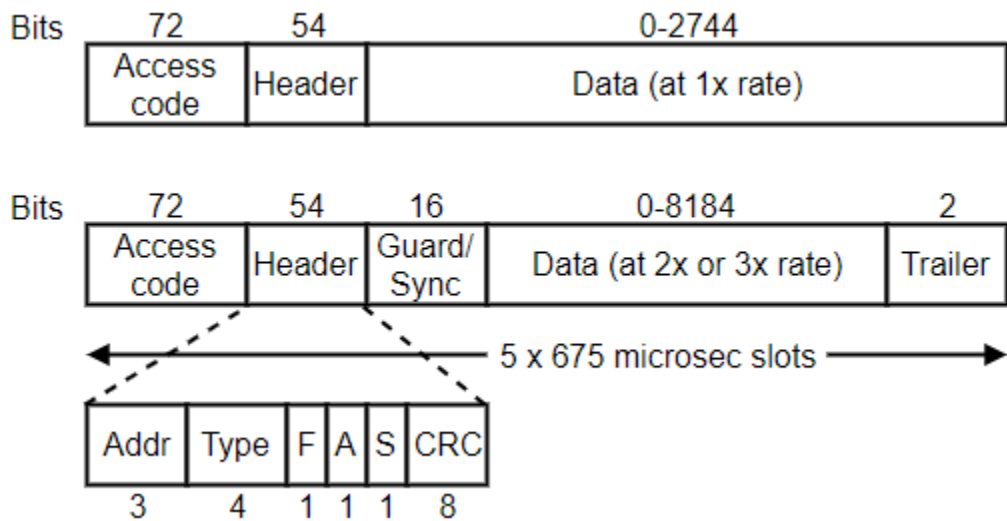 Bits 72 54 0-2744
Access code Header Data (at 1x rate)
Bits 72 54 16 0-8184 2
Access code Header Guard/ Sync Data (at 2x or 3x rate) Trailer
5 x 675 microsec slots
Addr Type F A S CRC
3 4 1 1 1 8